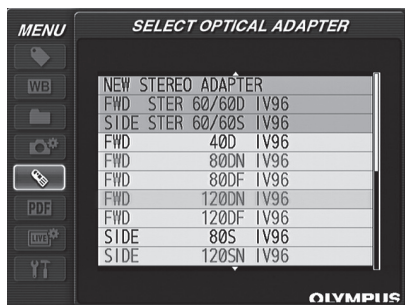 MENU
SELECT OPTICAL ADAPTER
WB
PDF
LIVE
NEW STEREO ADAPTER
FWD STER 60/60D IV96
SIDE STER 60/60S IV96
FWD 40D IV96
FWD 80DN IV96
FWD 80DF IV96
FWD 120DN IV96
FWD 120DF IV96
SIDE 80S IV96
SIDE 120SN IV96
OLYMPUS